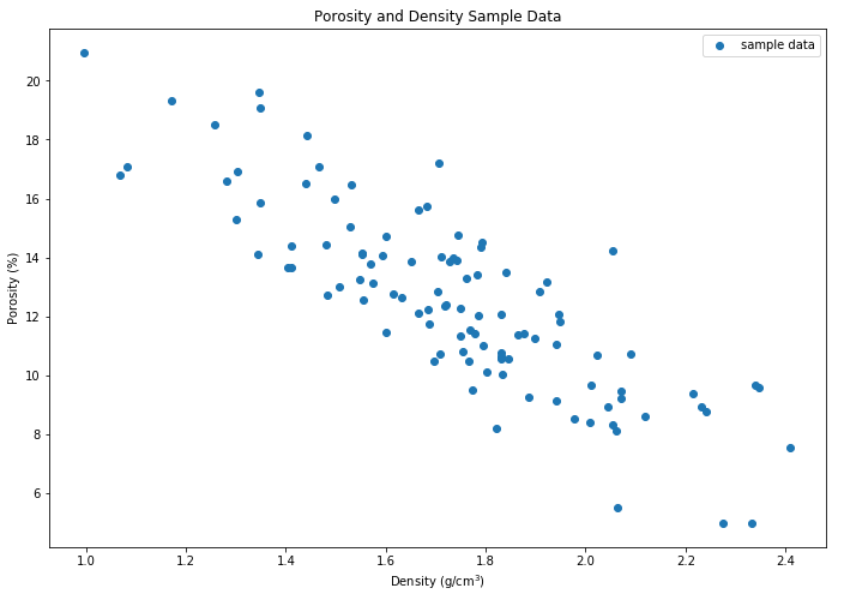 Porosity and Density Sample Data
sample data
20
18
16
14
12
10
8
6
Porosity (%)
1.0 1.2 1.4 1.6 1.8 2.0 2.2 2.4
Density (g/cm³)